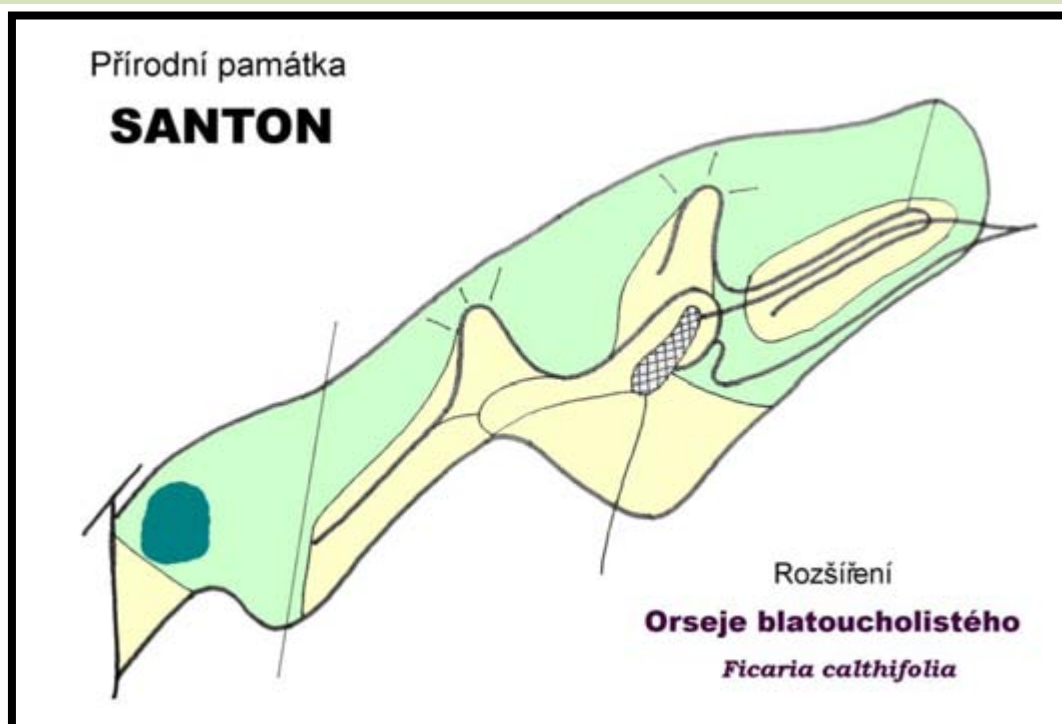 Přírodní památka
SANTON
Rozšíření
Orseje blatoucholistého
Ficaria calthifolia